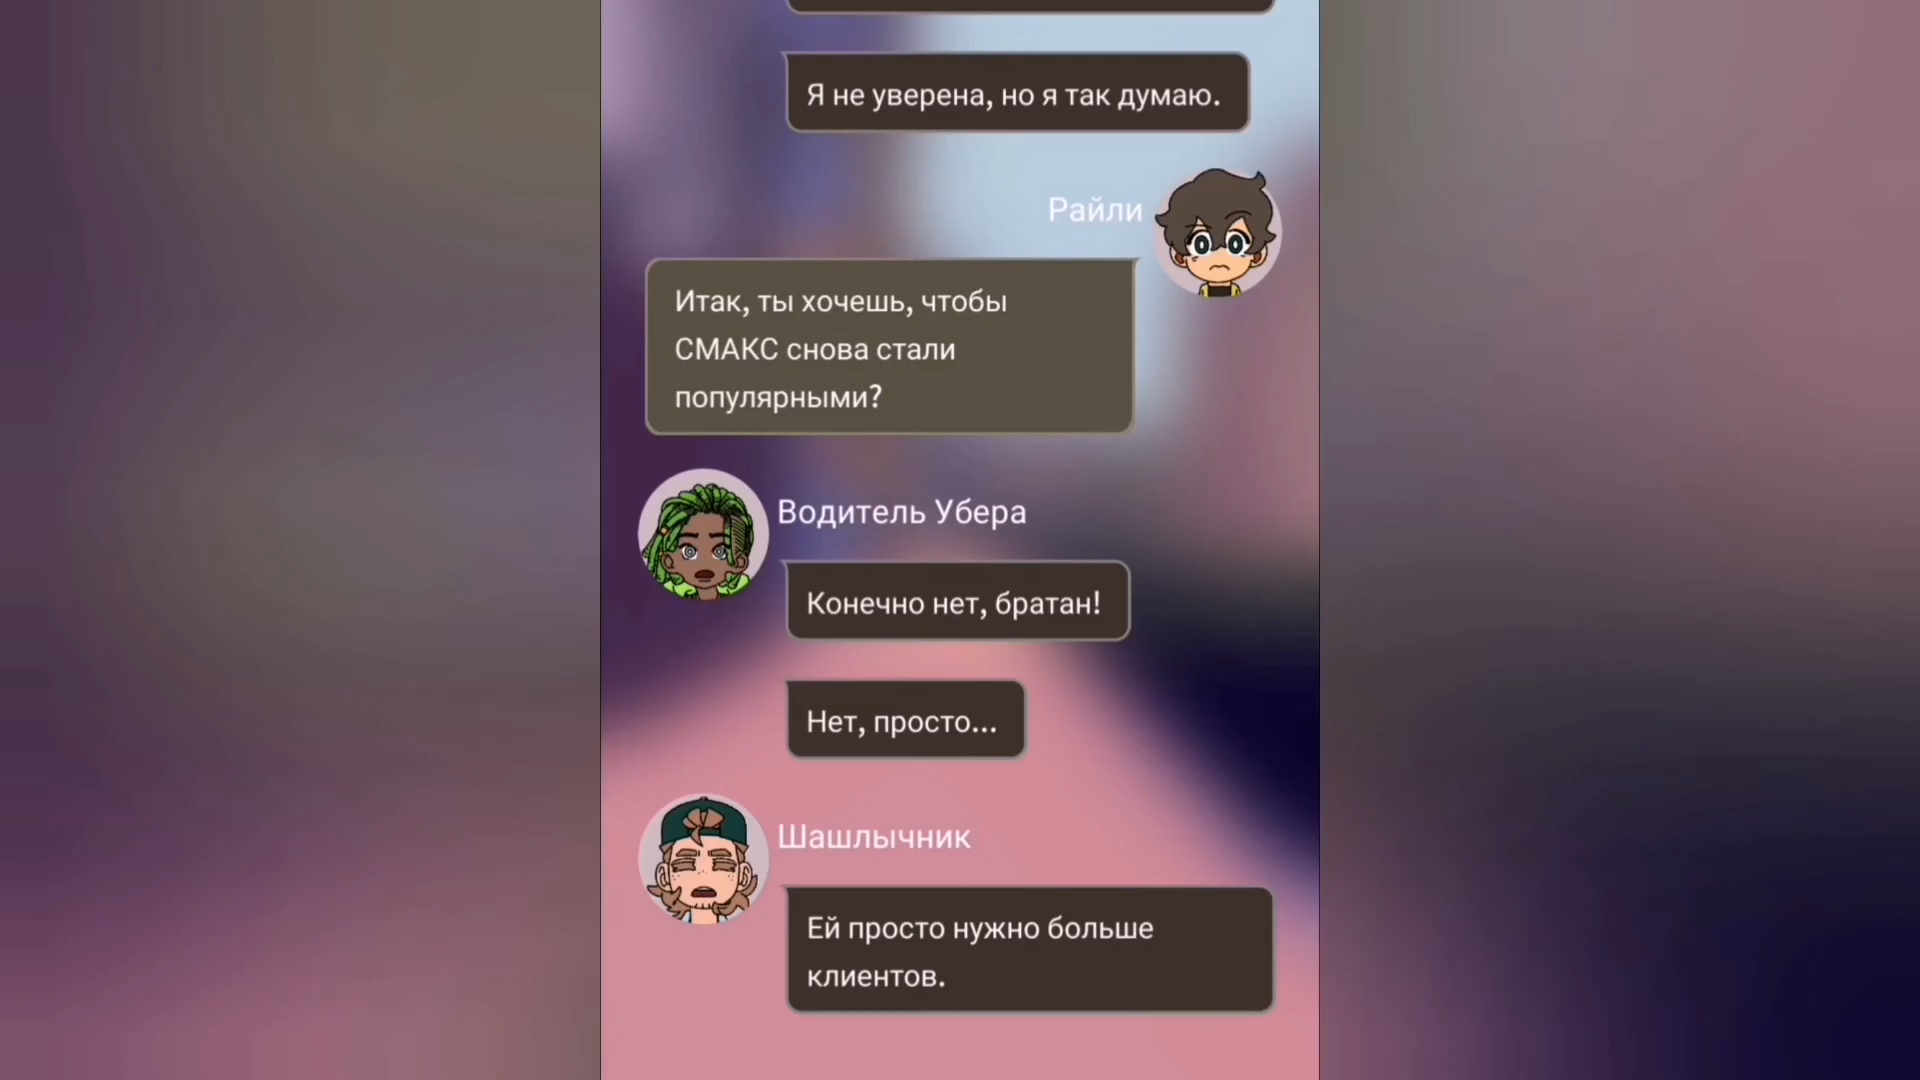 Я не уверена, но я так думаю.
Райли
Итак, ты хочешь, чтобы
СМАКС снова стали
популярными?
Водитель Убера
Конечно нет, братан!
Нет, просто...
Шашлычник
Ей просто нужно больше
клиентов.